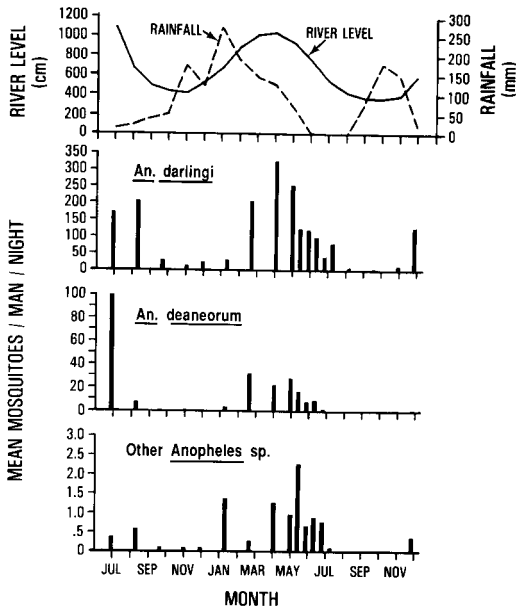 RIVER LEVEL
(cm)
1200
1000
800
600
400
200
0
RAINFALL
RIVER LEVEL
300
250
200
150
100
50
0
RAINFALL
(mm)
MEAN MOSQUITOES / MAN / NIGHT
An. darlingi
350
300
250
200
150
100
50
0
An. deaneorum
100
80
60
40
20
0
Other Anopheles sp.
3.0
2.5
2.0
1.5
1.0
.5
0
JUL SEP NOV JAN MAR MAY JUL SEP NOV
MONTH